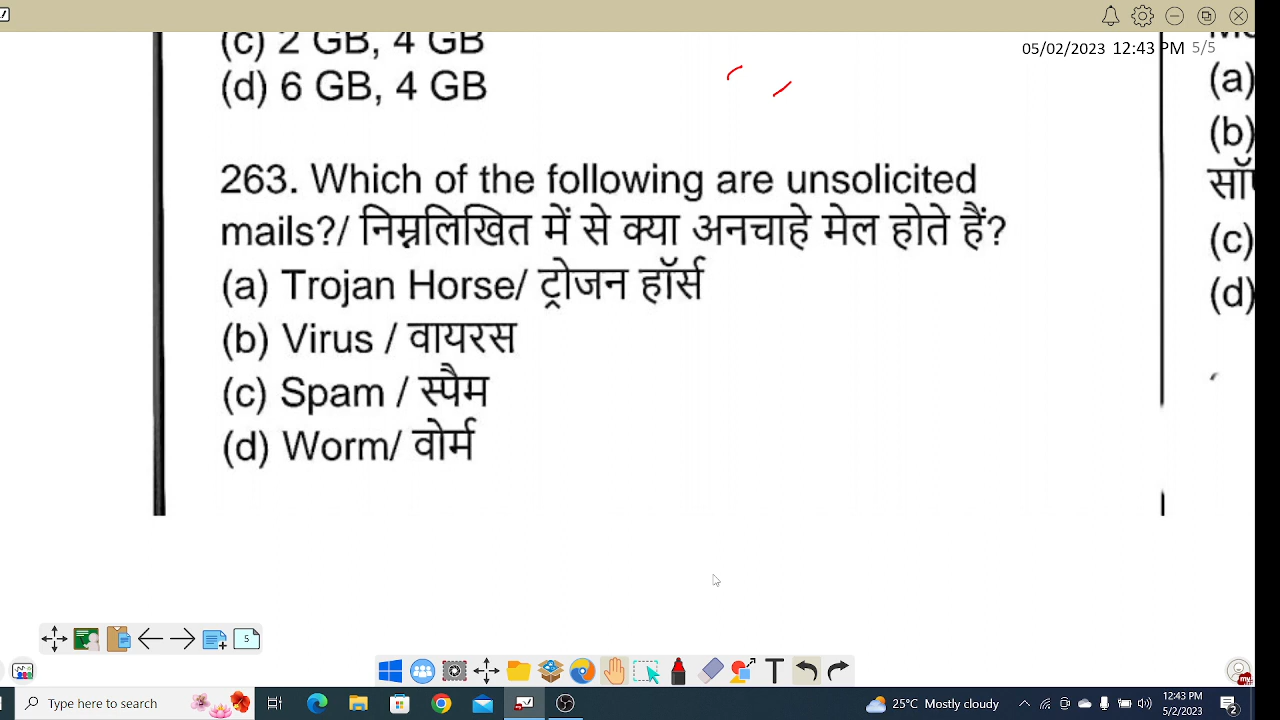 05/02/2023 12:43 PM 5/5
(c) 2 GB, 4 GB
(d) 6 GB, 4 GB
263. Which of the following are unsolicited
mails?/ निम्नलिखित में से क्या अनचाहे मेल होते हैं?
(a) Trojan Horse/ ट्रोजन हॉर्स
(b) Virus / वायरस
(c) Spam / स्पैम
(d) Worm/ वोर्म
(a)
(b)
(c)
(d)
5
Type here to search
25°C Mostly cloudy
12:43 PM
5/2/2023
2